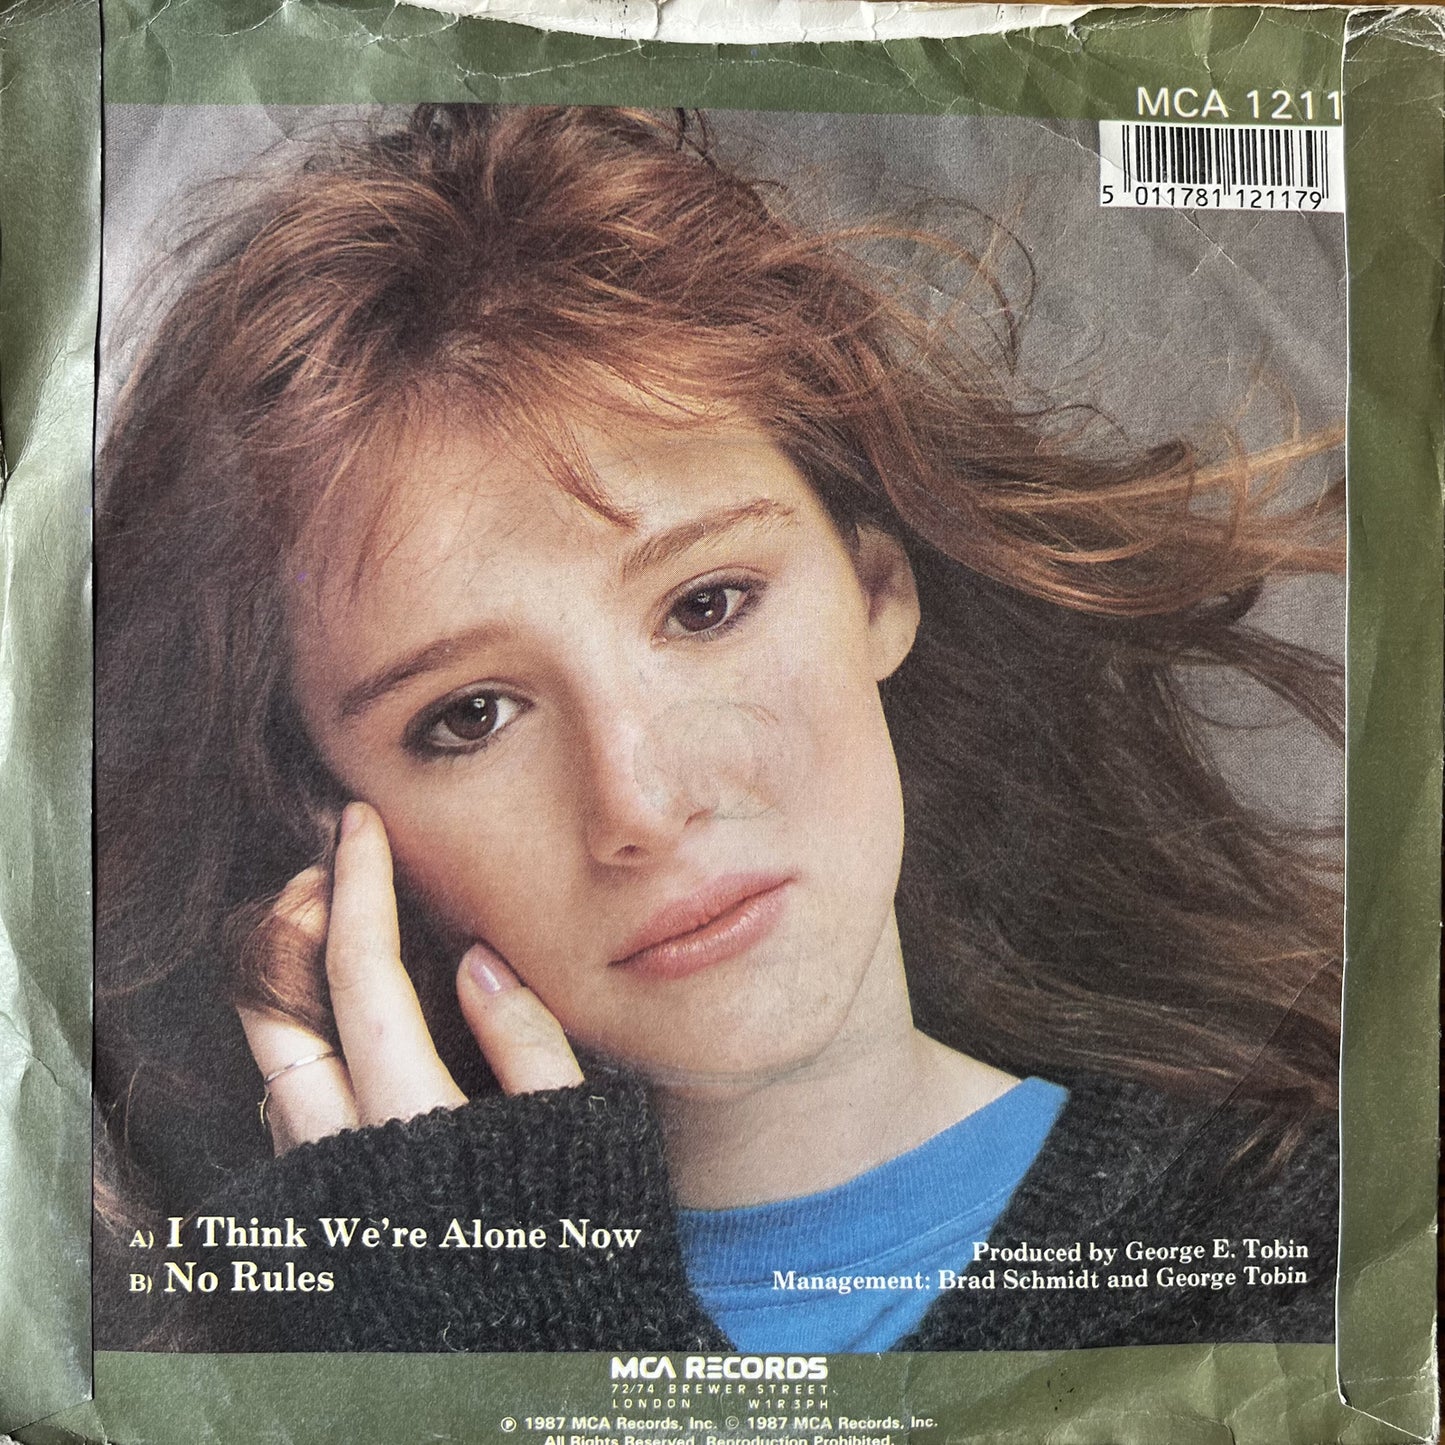 MCA 1211
5 011781 121179
A) I Think We're Alone Now
B) No Rules
Produced by George E. Tobin
Management: Brad Schmidt and George Tobin
MCA RECORDS
72/74 BREWER STREET,
LONDON W1R 3PH
Ⓟ 1987 MCA Records, Inc. © 1987 MCA Records, Inc.
All Rights Reserved. Reproduction Prohibited.